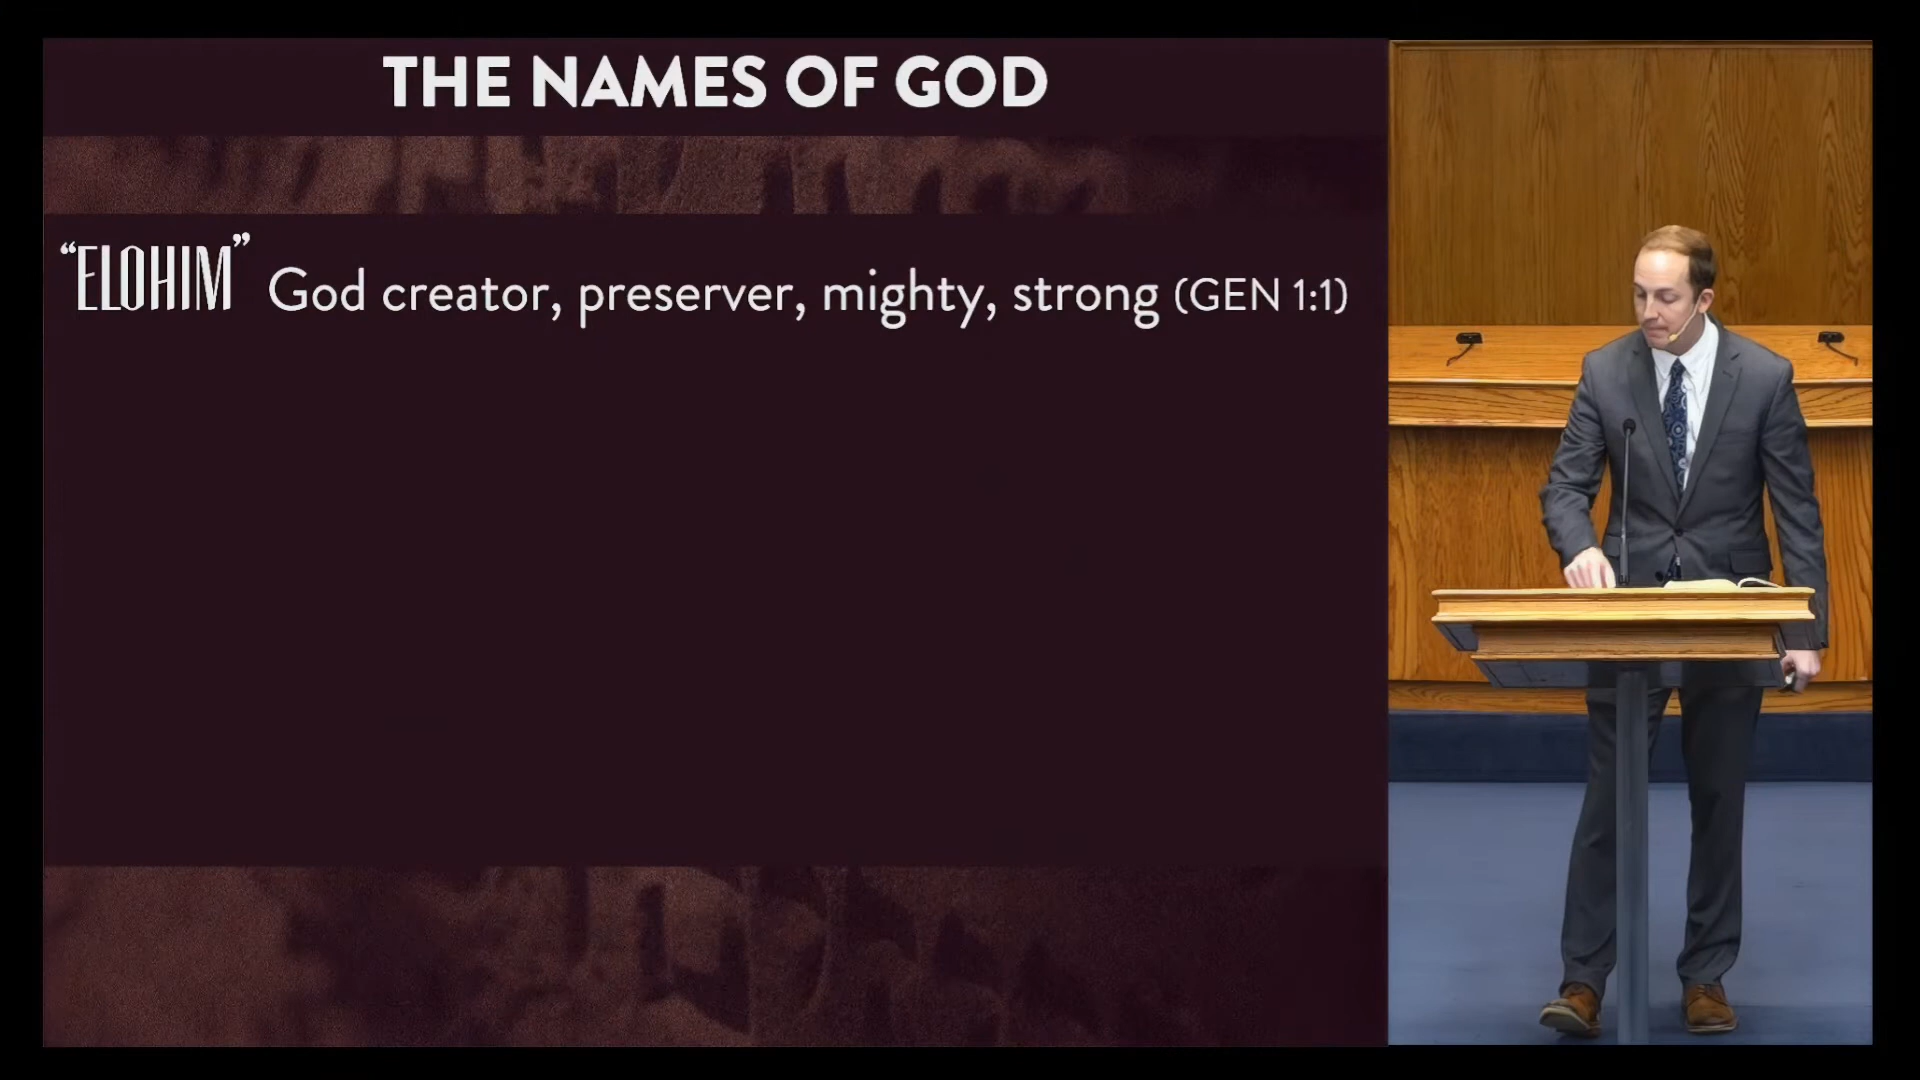 THE NAMES OF GOD
“ELOHIM” God creator, preserver, mighty, strong (GEN 1:1)